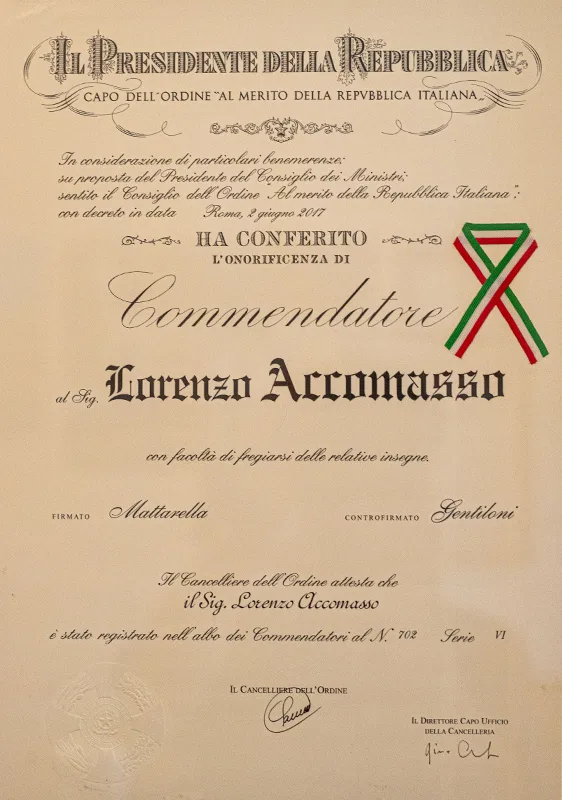 IL PRESIDENTE DELLA REPUBBLICA
CAPO DELL'ORDINE "AL MERITO DELLA REPVBBLICA ITALIANA„
In considerazione di particolari benemerenze;
su proposta del Presidente del Consiglio dei Ministri;
sentito il Consiglio dell'Ordine "Al merito della Repubblica Italiana";
con decreto in data Roma, 2 giugno 2017
HA CONFERITO
L'ONORIFICENZA DI
Commendatore
al Sig. Lorenzo Accomasso
con facoltà di fregiarsi delle relative insegne.
FIRMATO Mattarella CONTROFIRMATO Gentiloni
Il Cancelliere dell'Ordine attesta che
il Sig. Lorenzo Accomasso
è stato registrato nell'albo dei Commendatori al N. 702 Serie VI
IL CANCELLIERE DELL'ORDINE
IL DIRETTORE CAPO UFFICIO
DELLA CANCELLERIA